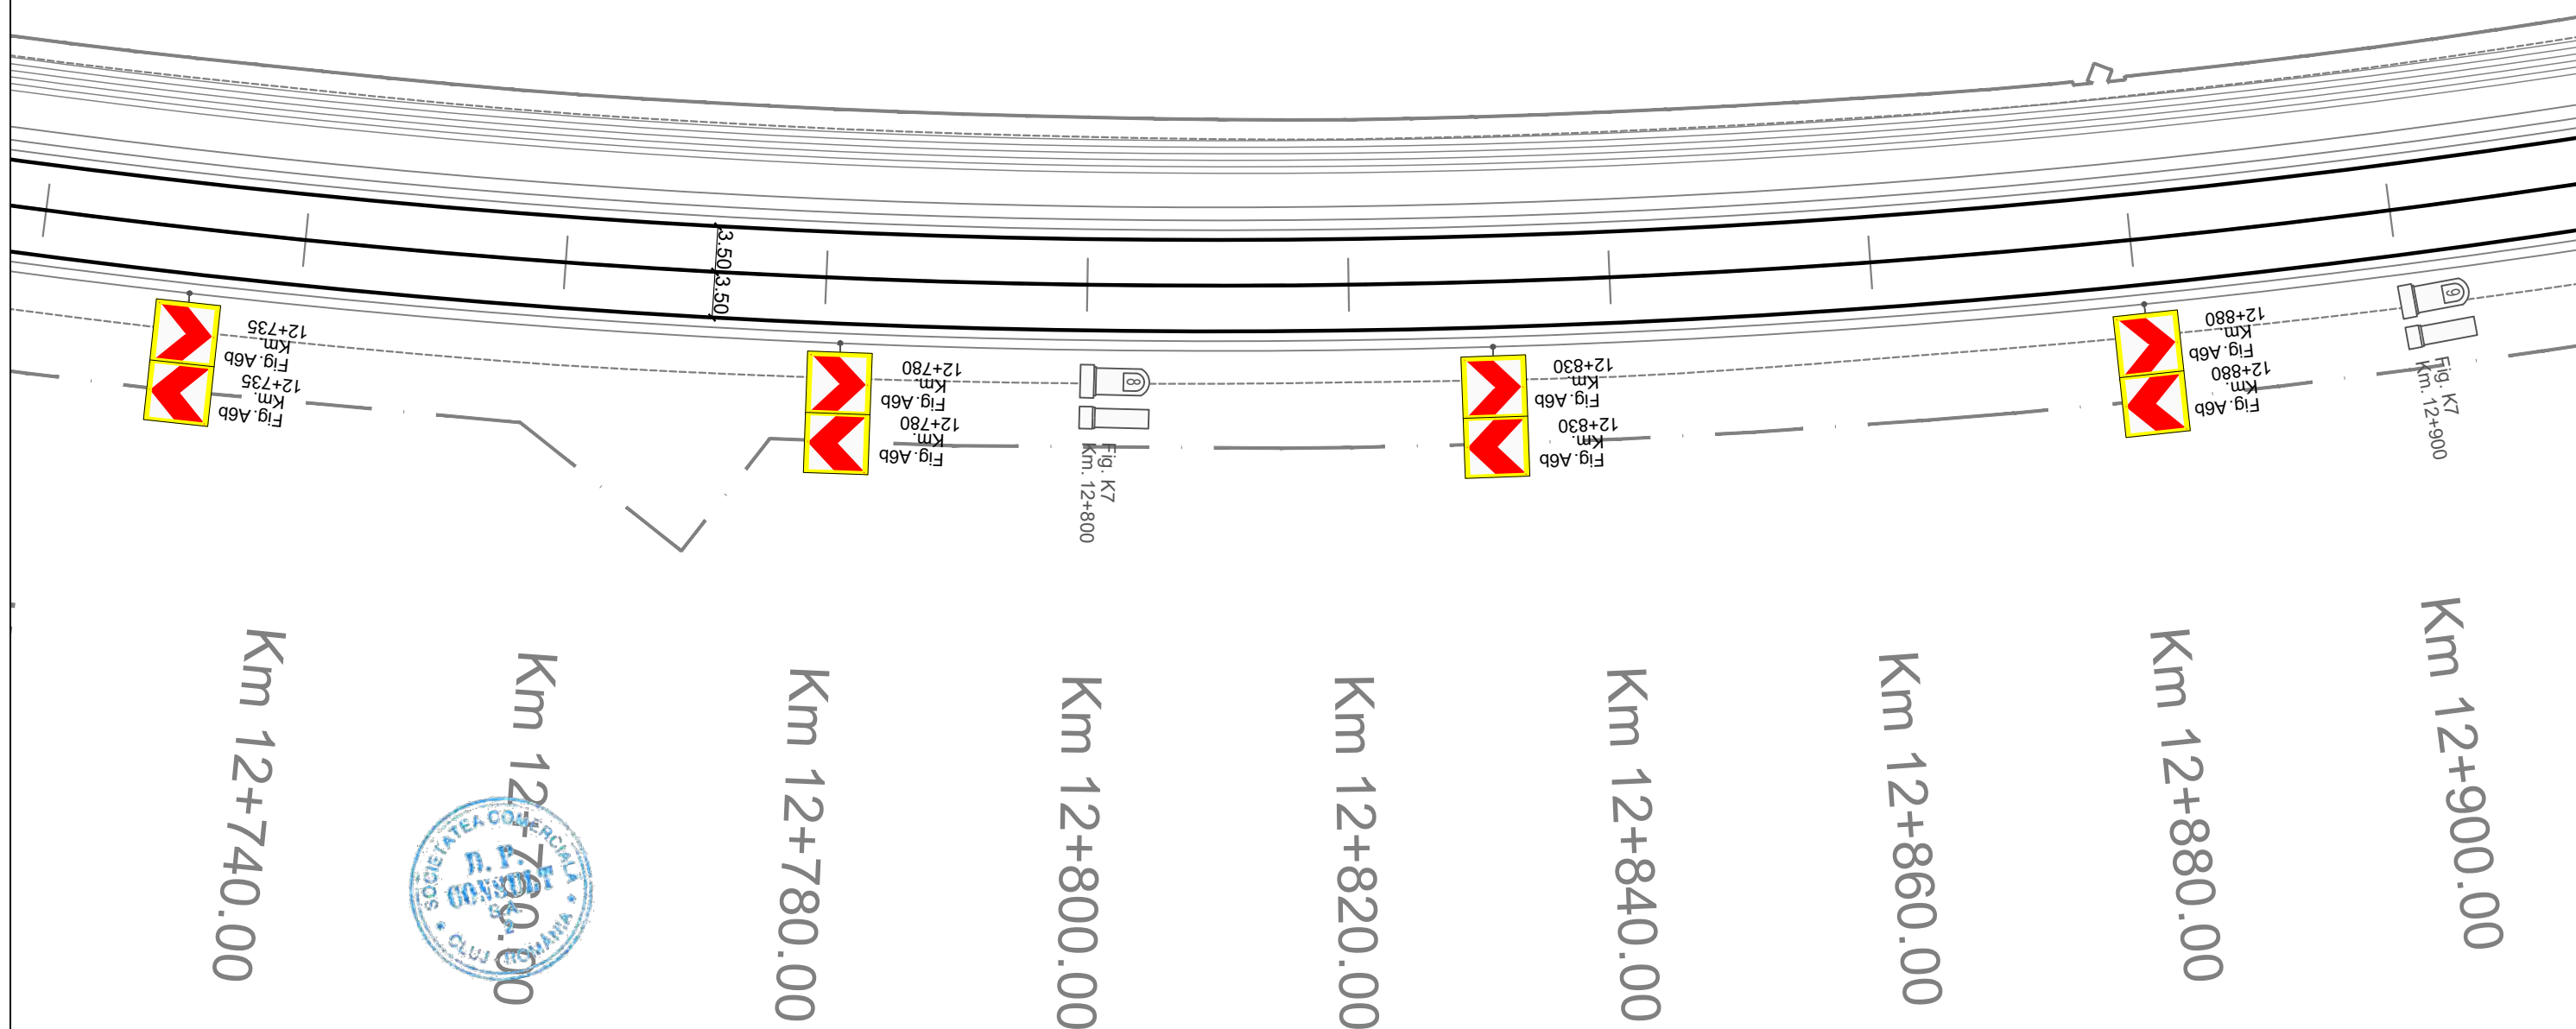 3.50
3.50
Fig.A6b
Km.
12+735
Fig.A6b
Km.
12+735
Fig.A6b
Km.
12+780
Fig.A6b
Km.
12+780
8
Fig. K7
Km. 12+800
Fig.A6b
Km.
12+830
Fig.A6b
Km.
12+830
Fig.A6b
Km.
12+880
Fig.A6b
Km.
12+880
9
Fig. K7
Km. 12+900
Km 12+740.00
Km 12+760.00
Km 12+780.00
Km 12+800.00
Km 12+820.00
Km 12+840.00
Km 12+860.00
Km 12+880.00
Km 12+900.00
SOCIETATEA COMERCIALA
CONSULT
S.A.
2
CLUJ ROMÂNIA